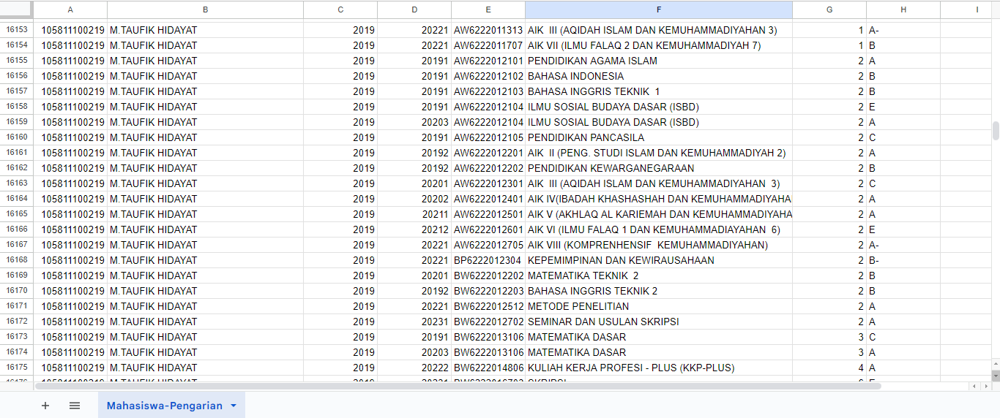 A B C D E F G H I
16153 105811100219 M.TAUFIK HIDAYAT 2019 20221 AW6222011313 AIK III (AQIDAH ISLAM DAN KEMUHAMMADIYAHAN 3) 1 A-
16154 105811100219 M.TAUFIK HIDAYAT 2019 20221 AW6222011707 AIK VII (ILMU FALAQ 2 DAN KEMUHAMMADIYAH 7) 1 B
16155 105811100219 M.TAUFIK HIDAYAT 2019 20191 AW6222012101 PENDIDIKAN AGAMA ISLAM 2 A
16156 105811100219 M.TAUFIK HIDAYAT 2019 20191 AW6222012102 BAHASA INDONESIA 2 B
16157 105811100219 M.TAUFIK HIDAYAT 2019 20191 AW6222012103 BAHASA INGGRIS TEKNIK 1 2 B
16158 105811100219 M.TAUFIK HIDAYAT 2019 20191 AW6222012104 ILMU SOSIAL BUDAYA DASAR (ISBD) 2 E
16159 105811100219 M.TAUFIK HIDAYAT 2019 20203 AW6222012104 ILMU SOSIAL BUDAYA DASAR (ISBD) 2 A
16160 105811100219 M.TAUFIK HIDAYAT 2019 20191 AW6222012105 PENDIDIKAN PANCASILA 2 C
16161 105811100219 M.TAUFIK HIDAYAT 2019 20192 AW6222012201 AIK II (PENG. STUDI ISLAM DAN KEMUHAMMADIYAH 2) 2 A
16162 105811100219 M.TAUFIK HIDAYAT 2019 20192 AW6222012202 PENDIDIKAN KEWARGANEGARAAN 2 B
16163 105811100219 M.TAUFIK HIDAYAT 2019 20201 AW6222012301 AIK III (AQIDAH ISLAM DAN KEMUHAMMADIYAHAN 3) 2 C
16164 105811100219 M.TAUFIK HIDAYAT 2019 20202 AW6222012401 AIK IV(IBADAH KHASHASHAH DAN KEMUHAMMADIYAHA 2 A
16165 105811100219 M.TAUFIK HIDAYAT 2019 20211 AW6222012501 AIK V (AKHLAQ AL KARIEMAH DAN KEMUHAMMADIYAHA 2 A
16166 105811100219 M.TAUFIK HIDAYAT 2019 20212 AW6222012601 AIK VI (ILMU FALAQ 1 DAN KEMUHAMMADIAYAHAN 6) 2 E
16167 105811100219 M.TAUFIK HIDAYAT 2019 20221 AW6222012705 AIK VIII (KOMPRENHENSIF KEMUHAMMADIYAHAN) 2 A-
16168 105811100219 M.TAUFIK HIDAYAT 2019 20221 BP6222012304 KEPEMIMPINAN DAN KEWIRAUSAHAAN 2 B-
16169 105811100219 M.TAUFIK HIDAYAT 2019 20201 BW6222012202 MATEMATIKA TEKNIK 2 2 B
16170 105811100219 M.TAUFIK HIDAYAT 2019 20192 BW6222012203 BAHASA INGGRIS TEKNIK 2 2 B
16171 105811100219 M.TAUFIK HIDAYAT 2019 20221 BW6222012512 METODE PENELITIAN 2 A
16172 105811100219 M.TAUFIK HIDAYAT 2019 20231 BW6222012702 SEMINAR DAN USULAN SKRIPSI 2 A
16173 105811100219 M.TAUFIK HIDAYAT 2019 20191 BW6222013106 MATEMATIKA DASAR 3 C
16174 105811100219 M.TAUFIK HIDAYAT 2019 20203 BW6222013106 MATEMATIKA DASAR 3 A
16175 105811100219 M.TAUFIK HIDAYAT 2019 20222 BW6222014806 KULIAH KERJA PROFESI - PLUS (KKP-PLUS) 4 A
Mahasiswa-Pengarian